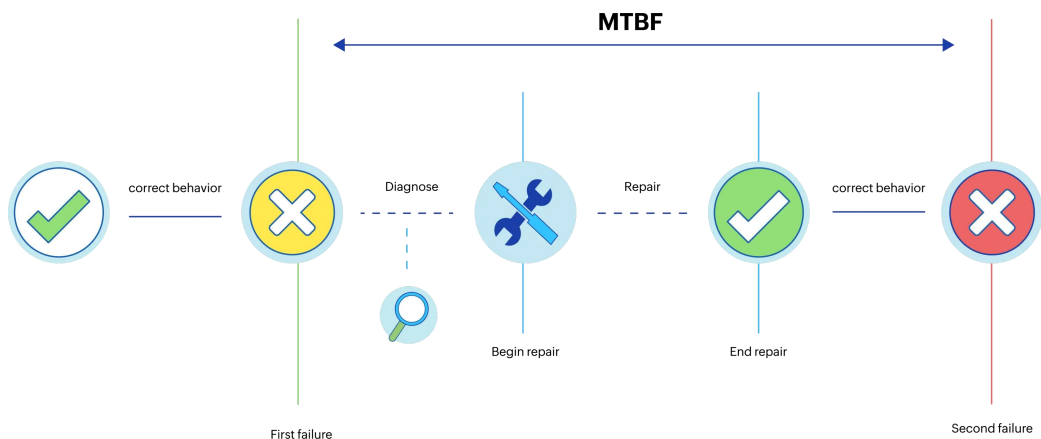 MTBF
correct behavior
Diagnose
Repair
correct behavior
Begin repair
End repair
First failure
Second failure